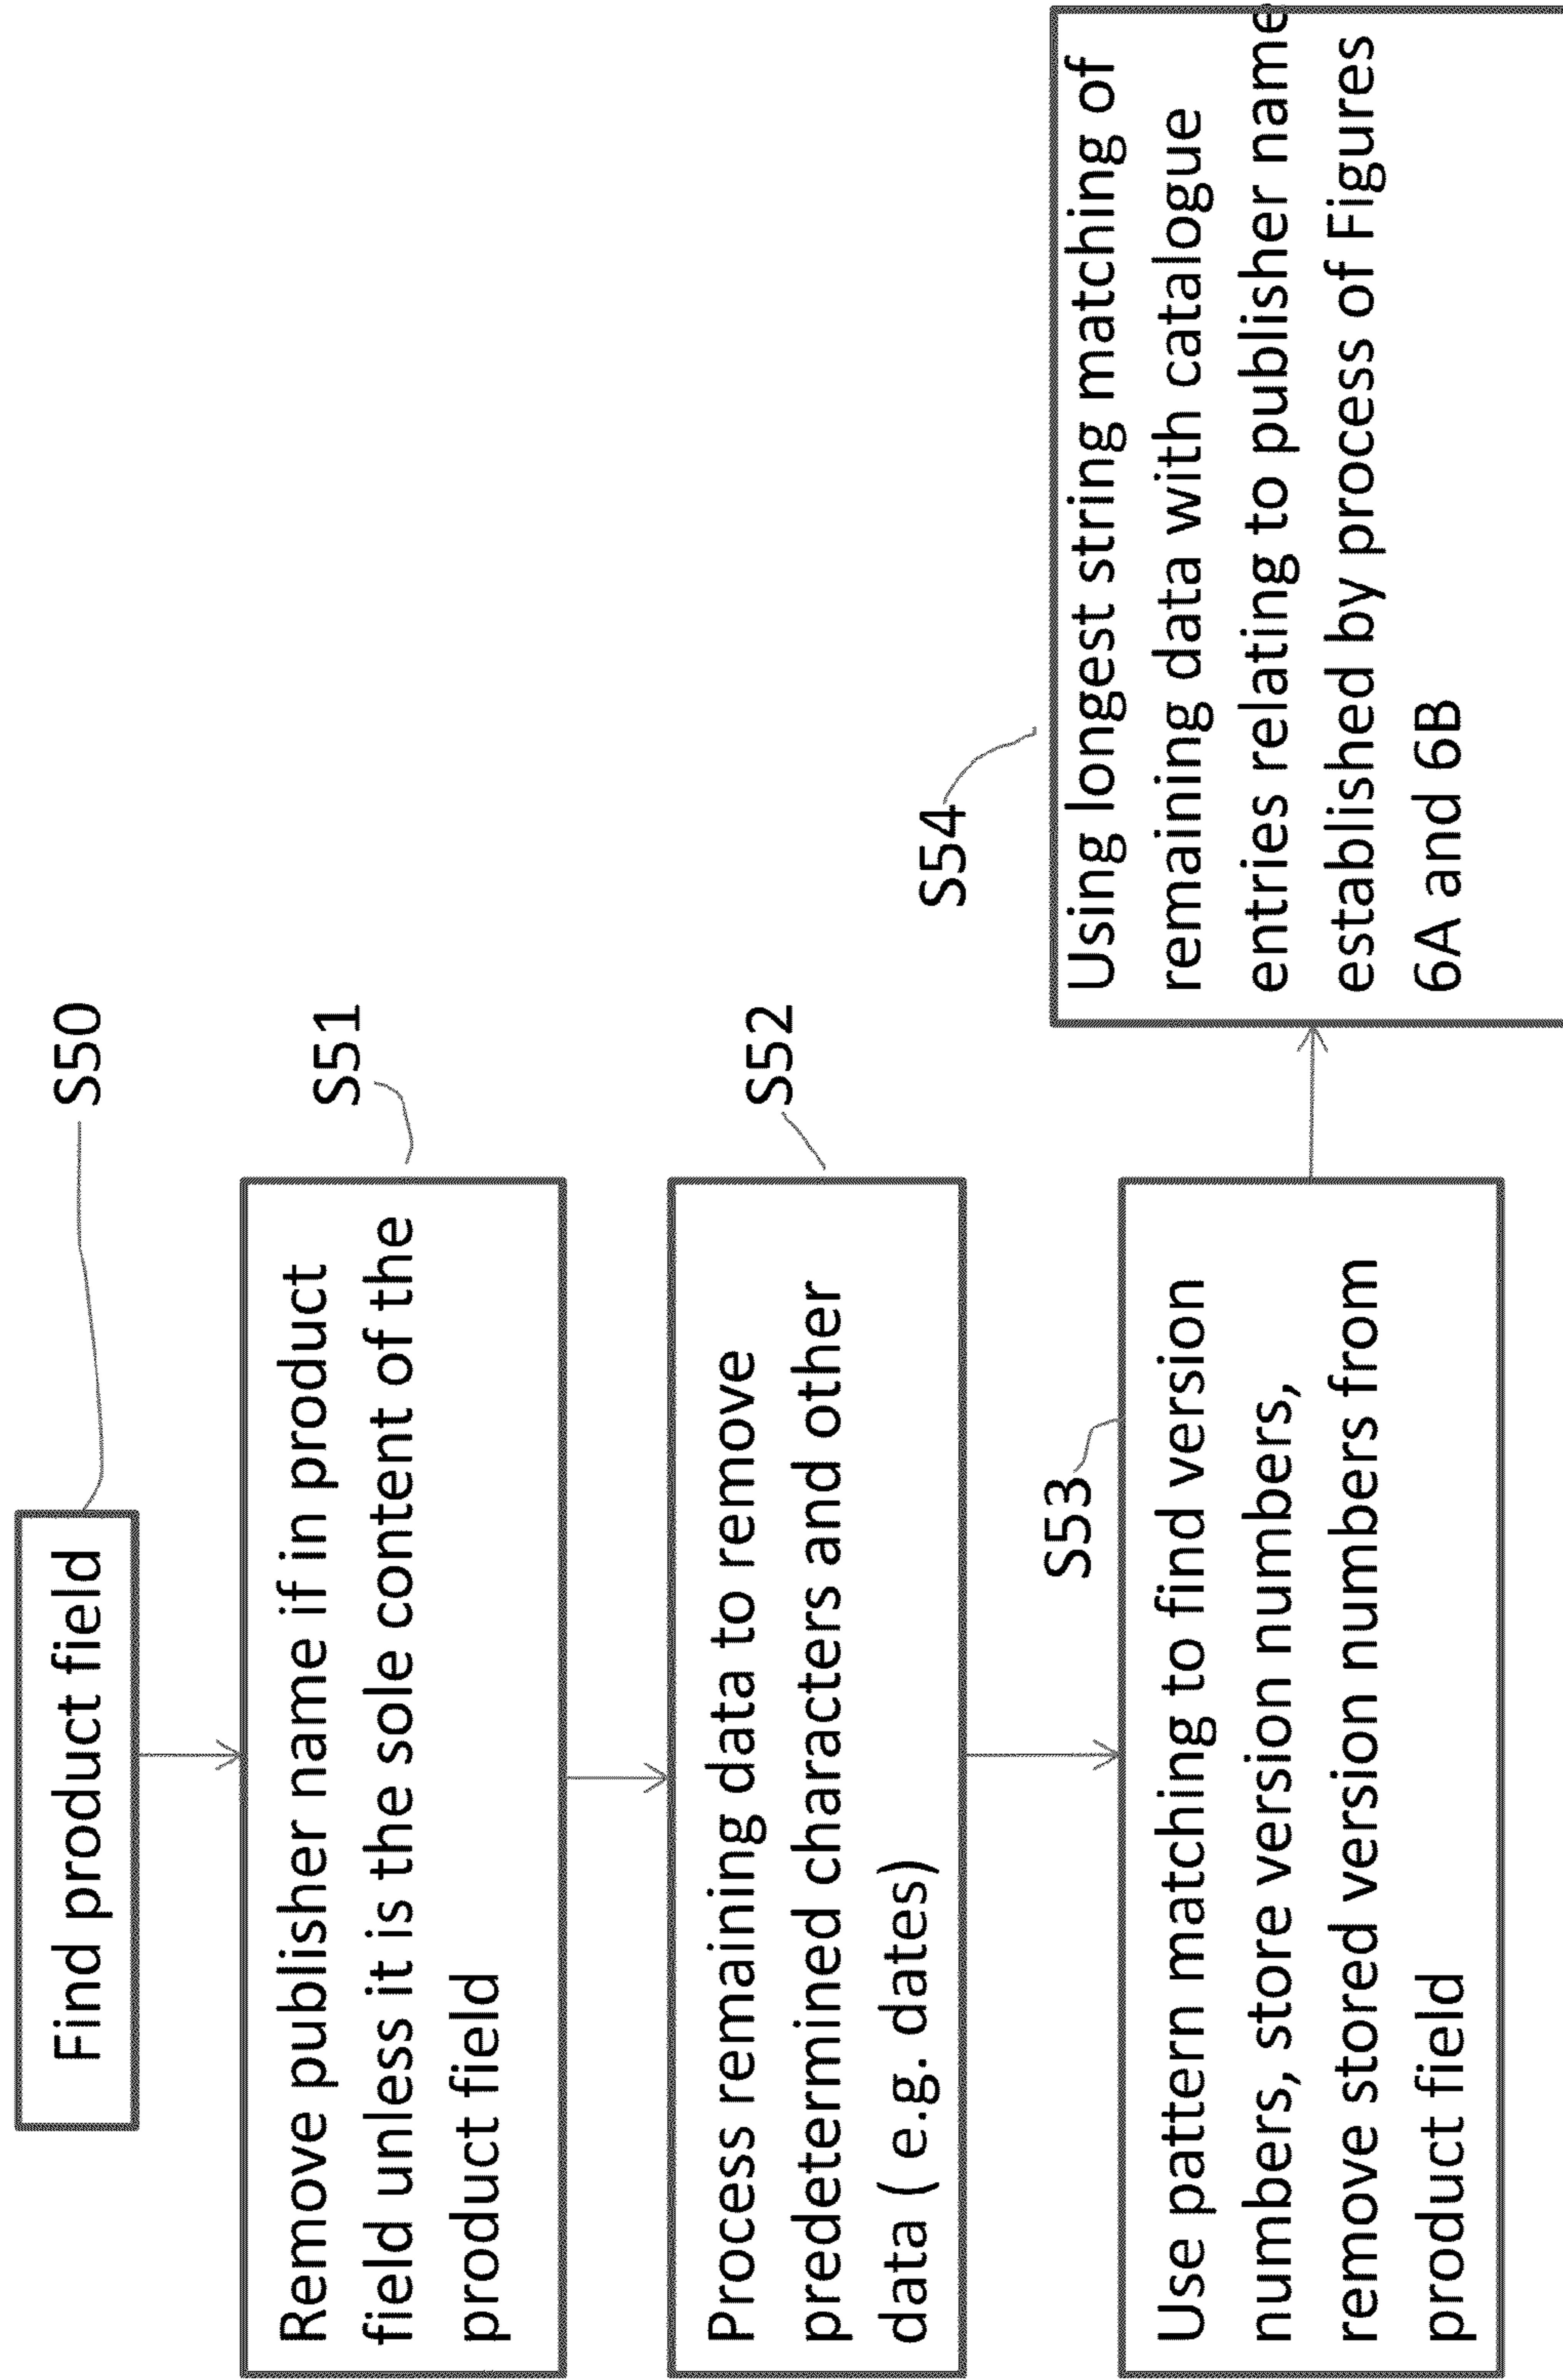 Find product field
S50
Remove publisher name if in product
field unless it is the sole content of the
product field
S51
Process remaining data to remove
predetermined characters and other
data ( e.g. dates)
S52
Use pattern matching to find version
numbers, store version numbers,
remove stored version numbers from
product field
S53
S54
Using longest string matching of
remaining data with catalogue
entries relating to publisher name
established by process of Figures
6A and 6B